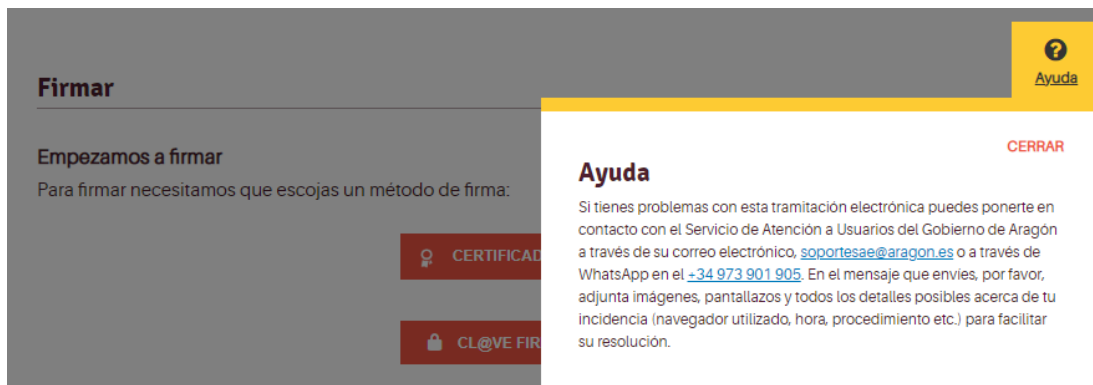 Ayuda
Firmar
Empezamos a firmar
Para firmar necesitamos que escojas un método de firma:
CERTIFICAD
CL@VE FIR
CERRAR
Ayuda
Si tienes problemas con esta tramitación electrónica puedes ponerte en
contacto con el Servicio de Atención a Usuarios del Gobierno de Aragón
a través de su correo electrónico, soportesae@aragon.es o a través de
WhatsApp en el +34 973 901 905. En el mensaje que envíes, por favor,
adjunta imágenes, pantallazos y todos los detalles posibles acerca de tu
incidencia (navegador utilizado, hora, procedimiento etc.) para facilitar
su resolución.